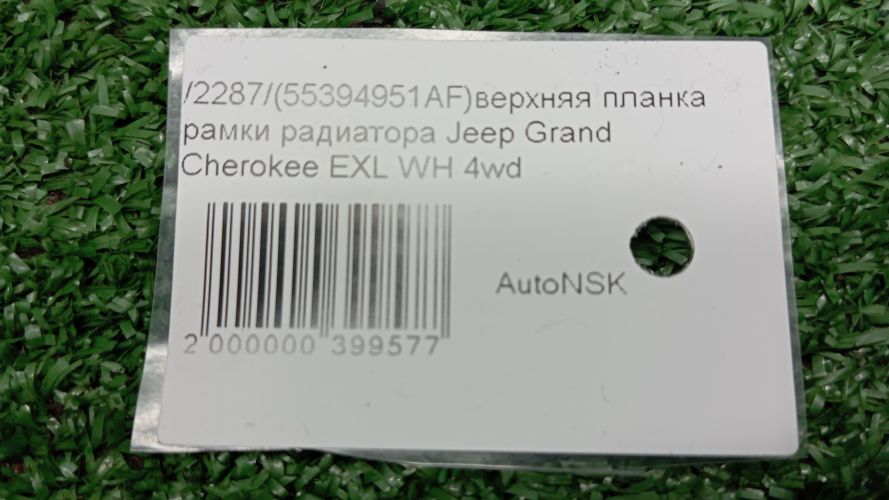 /2287/(55394951AF)верхняя планка
рамки радиатора Jeep Grand
Cherokee EXL WH 4wd
AutoNSK
2 000000 399577